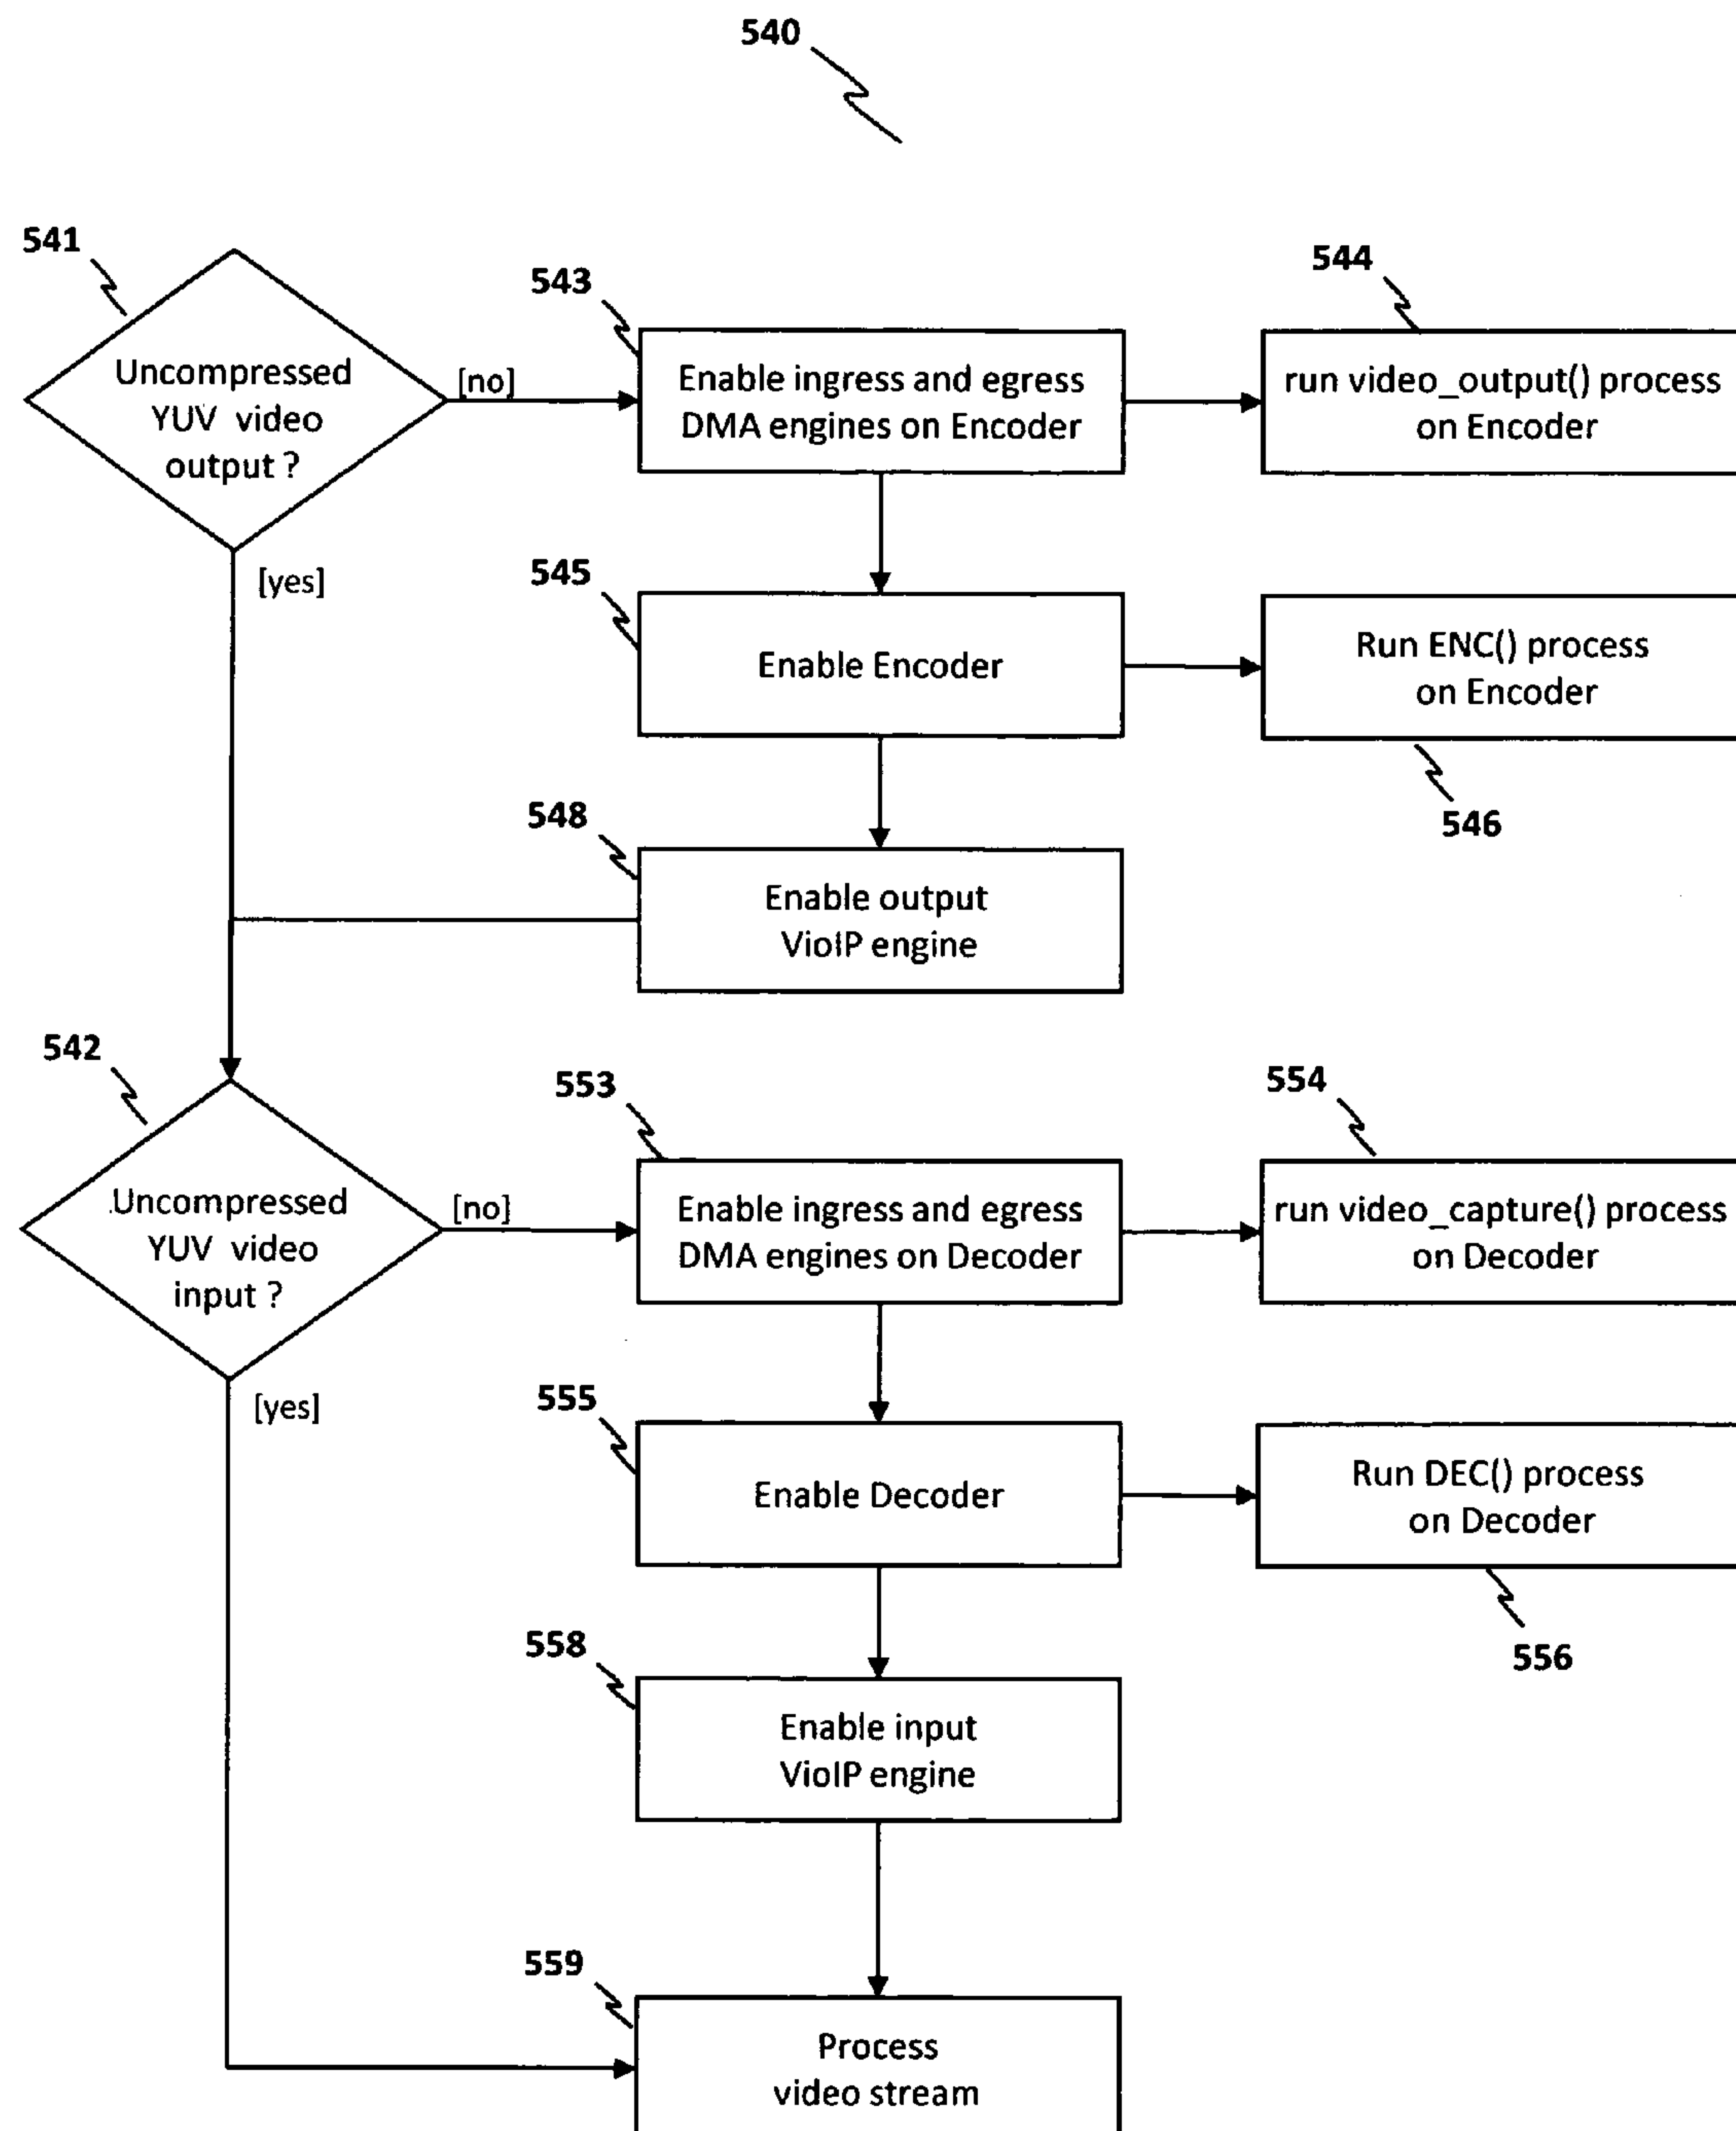 540
541
Uncompressed
YUV video
output ?
[no]
[yes]
543
Enable ingress and egress
DMA engines on Encoder
544
run video_output() process
on Encoder
545
Enable Encoder
Run ENC() process
on Encoder
546
548
Enable output
VioIP engine
542
Uncompressed
YUV video
input ?
[no]
[yes]
553
Enable ingress and egress
DMA engines on Decoder
554
run video_capture() process
on Decoder
555
Enable Decoder
Run DEC() process
on Decoder
556
558
Enable input
VioIP engine
559
Process
video stream